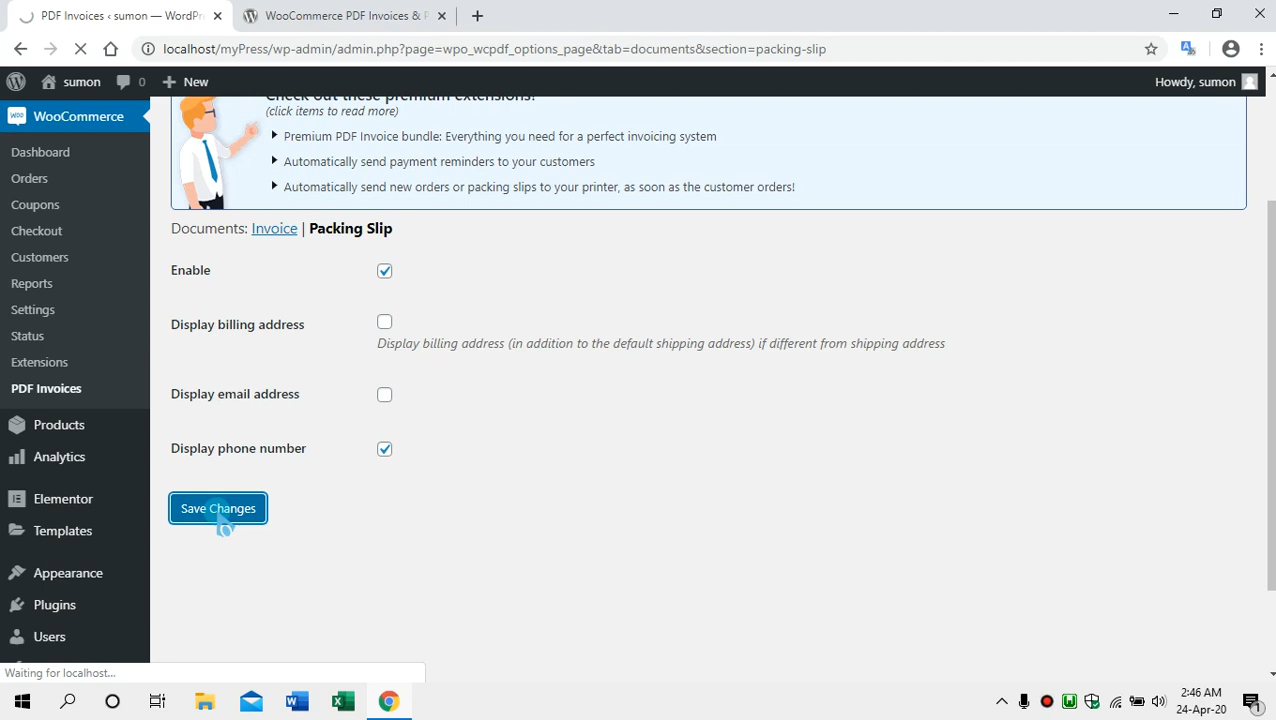 PDF Invoices ‹ sumon — WordPr
WooCommerce PDF Invoices & P
localhost/myPress/wp-admin/admin.php?page=wpo_wcpdf_options_page&tab=documents&section=packing-slip
sumon
0
New
Howdy, sumon
WooCommerce
Dashboard
Orders
Coupons
Checkout
Customers
Reports
Settings
Status
Extensions
PDF Invoices
Products
Analytics
Elementor
Templates
Appearance
Plugins
Users
Check out these premium extensions!
(click items to read more)
Premium PDF Invoice bundle: Everything you need for a perfect invoicing system
Automatically send payment reminders to your customers
Automatically send new orders or packing slips to your printer, as soon as the customer orders!
Documents: Invoice | Packing Slip
Enable
Display billing address
Display billing address (in addition to the default shipping address) if different from shipping address
Display email address
Display phone number
Save Changes
Waiting for localhost...
2:46 AM
24-Apr-20
1